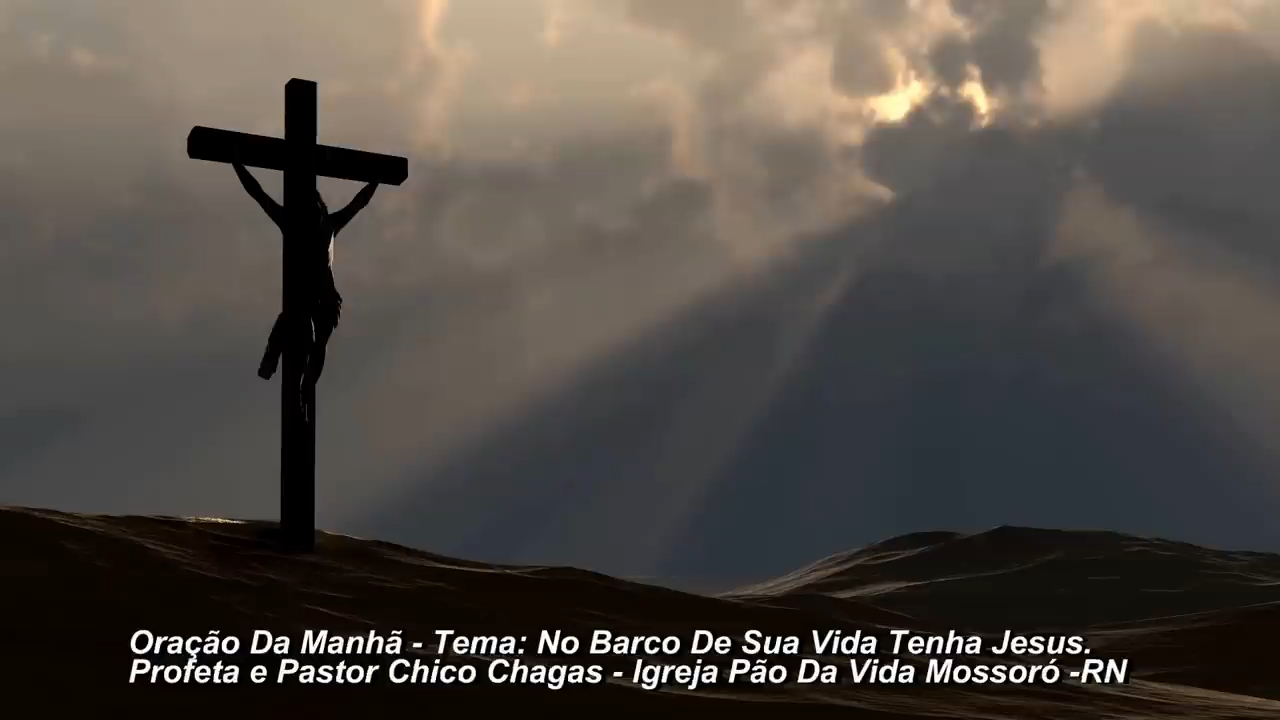 Oração Da Manhã - Tema: No Barco De Sua Vida Tenha Jesus.
Profeta e Pastor Chico Chagas - Igreja Pão Da Vida Mossoró -RN